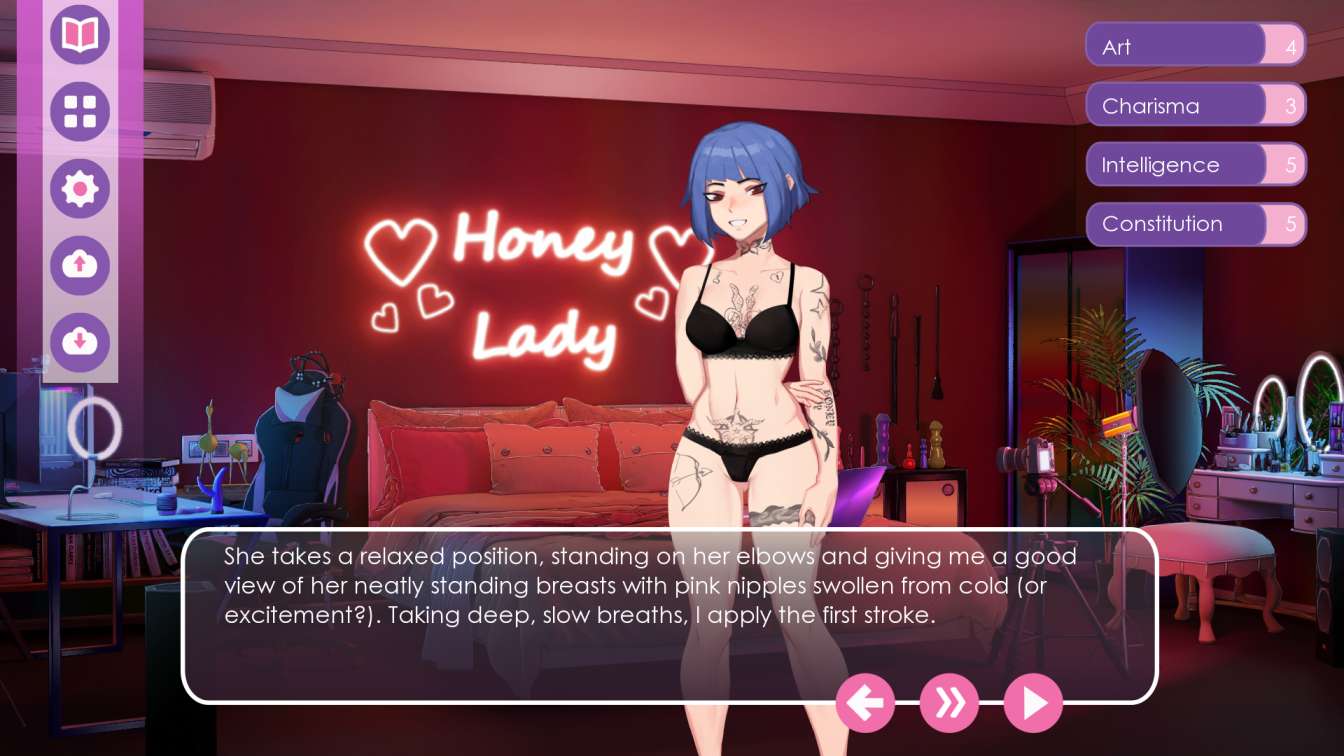 Art 4
Charisma 3
Intelligence 5
Constitution 5
Honey
Lady
She takes a relaxed position, standing on her elbows and giving me a good
view of her neatly standing breasts with pink nipples swollen from cold (or
excitement?). Taking deep, slow breaths, I apply the first stroke.